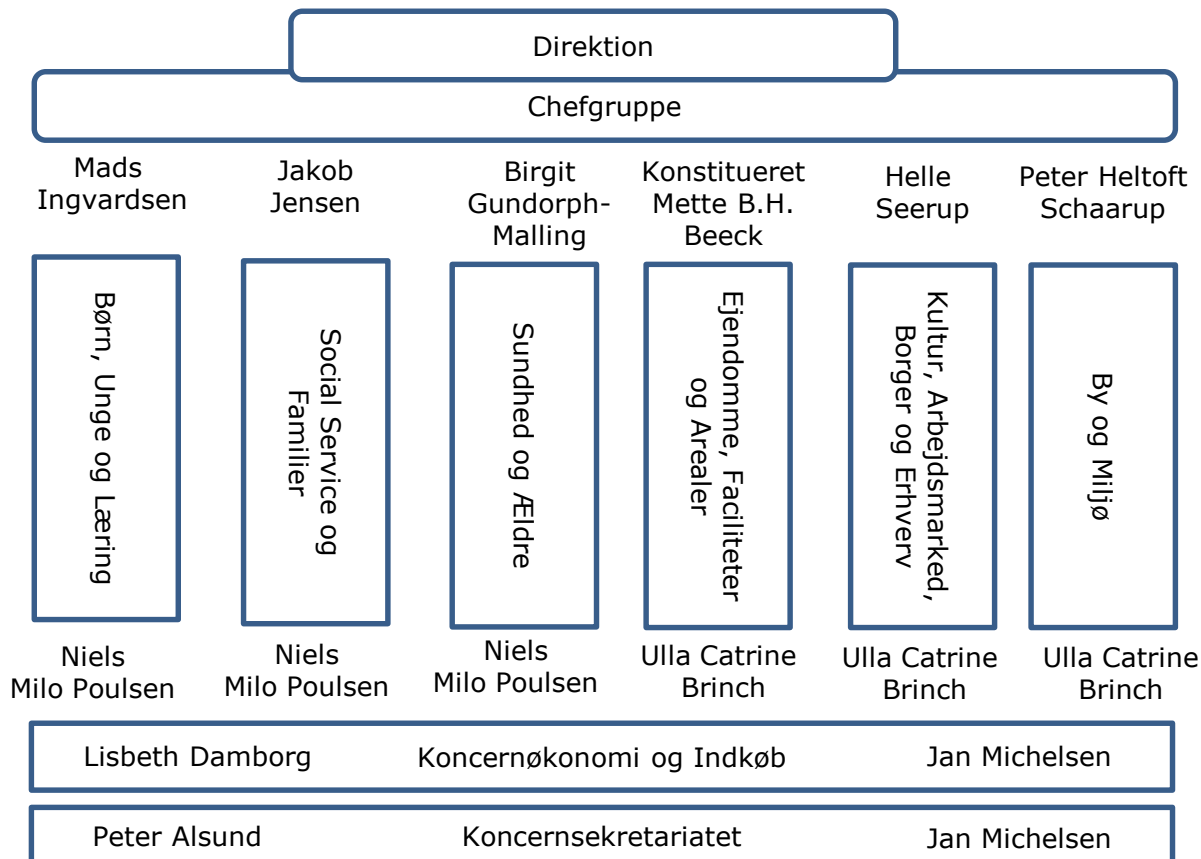 Direktion
Chefgruppe
Mads
Ingvardsen
Jakob
Jensen
Birgit
Gundorph-
Malling
Konstitueret
Mette B.H.
Beeck
Helle
Seerup
Peter Heltoft
Schaarup
Børn, Unge og Læring
Social Service og
Familier
Sundhed og Ældre
Ejendomme, Faciliteter
og Arealer
Kultur, Arbejdsmarked,
Borger og Erhverv
By og Miljø
Niels
Milo Poulsen
Niels
Milo Poulsen
Niels
Milo Poulsen
Ulla Catrine
Brinch
Ulla Catrine
Brinch
Ulla Catrine
Brinch
Lisbeth Damborg Koncernøkonomi og Indkøb Jan Michelsen
Peter Alsund Koncernsekretariatet Jan Michelsen